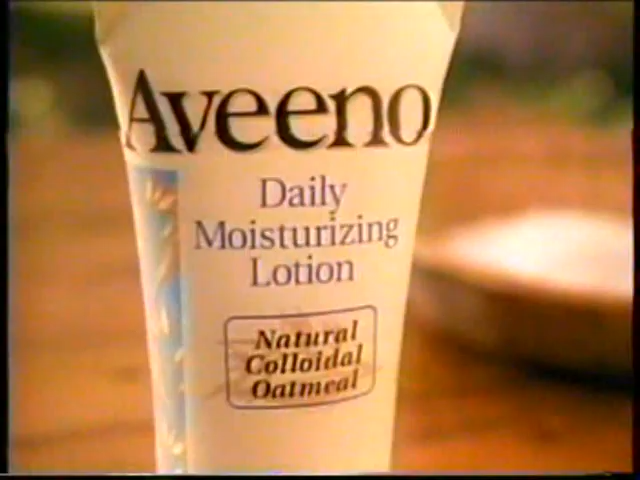 Aveeno
Daily
Moisturizing
Lotion
Natural
Colloidal
Oatmeal